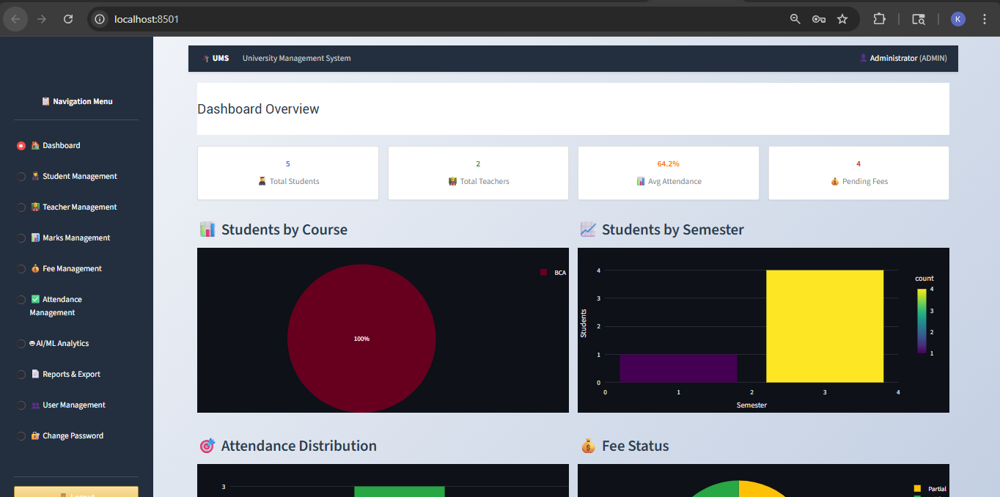 localhost:8501
K
UMS University Management System
Administrator (ADMIN)
Navigation Menu
Dashboard
Student Management
Teacher Management
Marks Management
Fee Management
Attendance
Management
AI/ML Analytics
Reports & Export
User Management
Change Password
Logout
Dashboard Overview
5
Total Students
2
Total Teachers
64.2%
Avg Attendance
4
Pending Fees
Students by Course
BCA
100%
Students by Semester
4
3
2
1
0
Students
0 1 2 3 4
Semester
count
4
3
2
1
Attendance Distribution
3
Fee Status
Partial